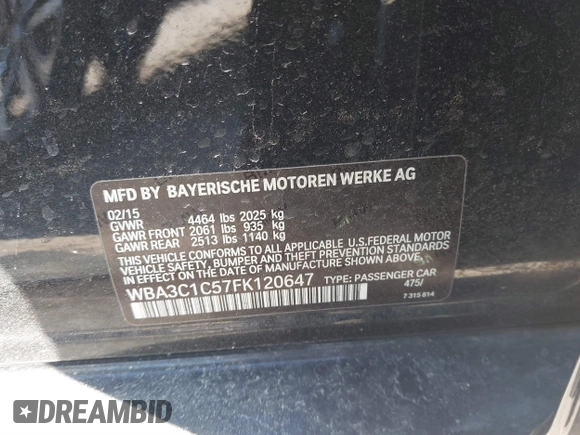 MFD BY BAYERISCHE MOTOREN WERKE AG
02/15
GVWR 4464 lbs 2025 kg
GAWR FRONT 2061 lbs 935 kg
GAWR REAR 2513 lbs 1140 kg
THIS VEHICLE CONFORMS TO ALL APPLICABLE U.S.FEDERAL MOTOR
VEHICLE SAFETY, BUMPER AND THEFT PREVENTION STANDARDS
IN EFFECT ON THE DATE OF MANUFACTURE SHOWN ABOVE.
WBA3C1C57FK120647 TYPE: PASSENGER CAR
475/
7 315 614
DREAMBID